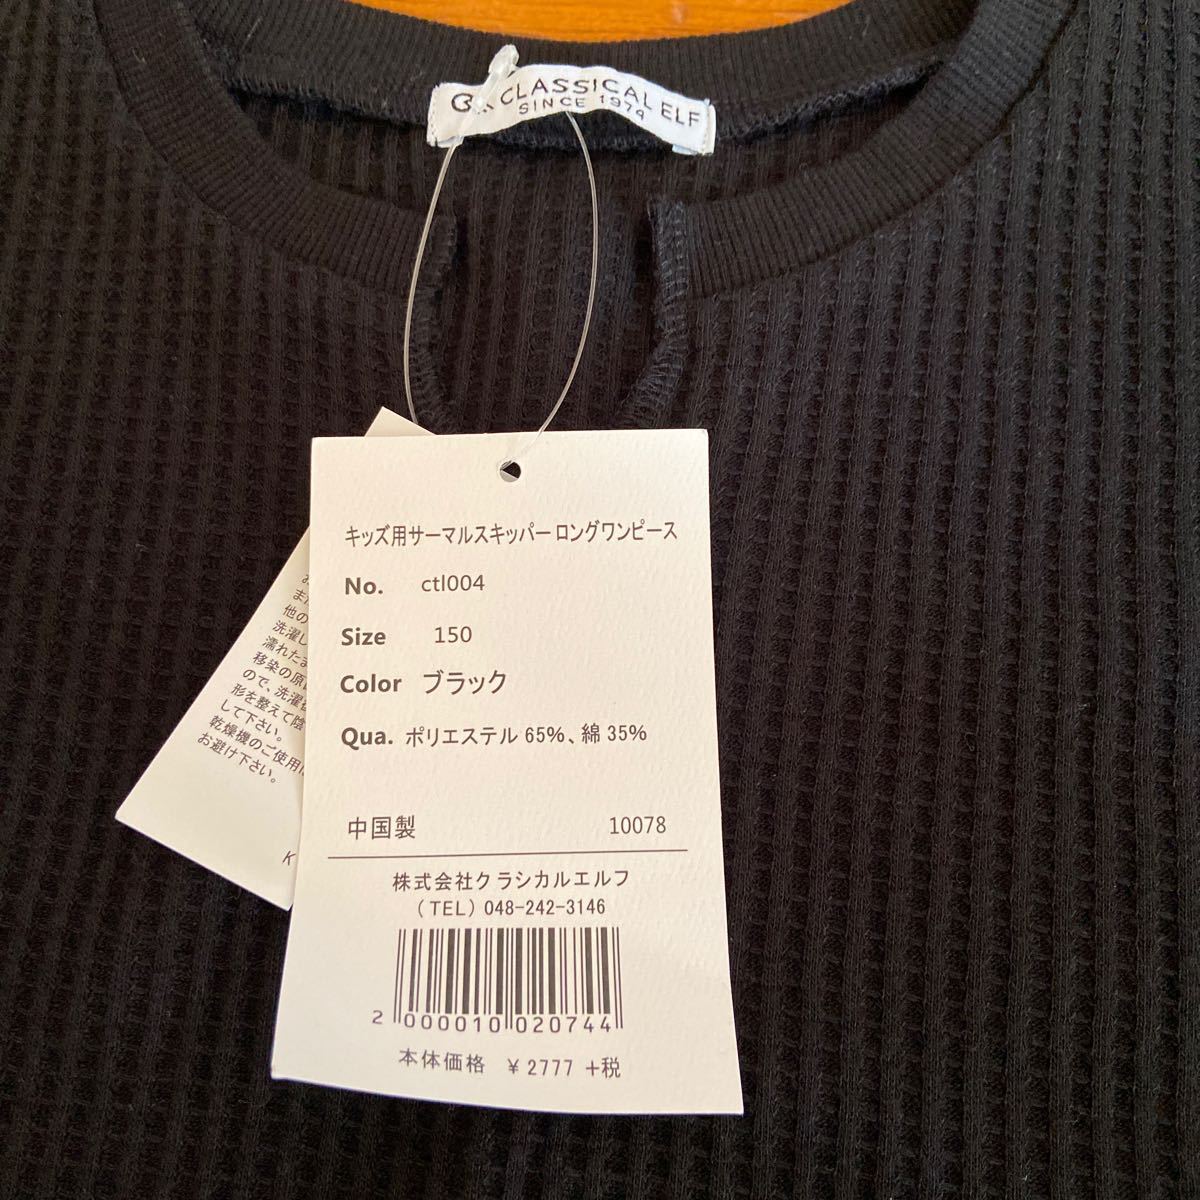 CLASSICAL ELF
SINCE 1979
キッズ用サーマルスキッパー ロングワンピース
No. ctl004
Size 150
Color ブラック
Qua. ポリエステル 65%、綿 35%
中国製 10078
株式会社クラシカルエルフ
(TEL) 048-242-3146
2 000010 020744
本体価格 ¥ 2777 +税
他の
洗濯し
濡れたま
移染の原
ので、洗濯
形を整えて陰
して下さい。
乾燥機のご使用
お避け下さい。
K